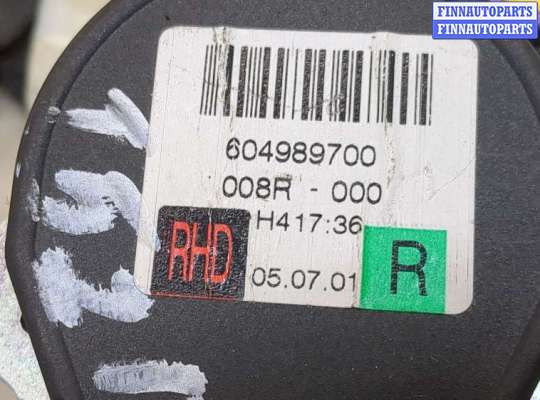 FINNAUTOPARTS
FINNAUTOPARTS
604989700
008R - 000
H417:36
RHD
05.07.01
R